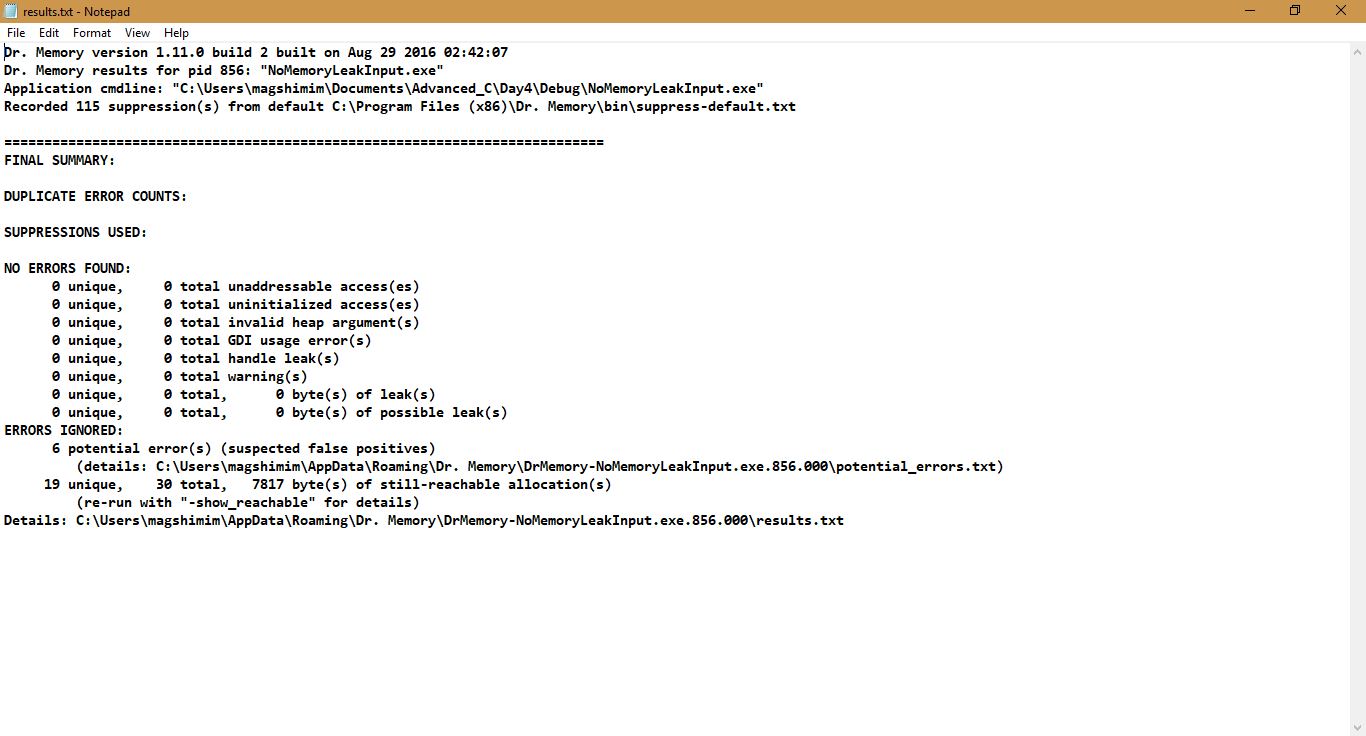 results.txt - Notepad
File Edit Format View Help
Dr. Memory version 1.11.0 build 2 built on Aug 29 2016 02:42:07
Dr. Memory results for pid 856: "NoMemoryLeakInput.exe"
Application cmdline: "C:\Users\magshimim\Documents\Advanced_C\Day4\Debug\NoMemoryLeakInput.exe"
Recorded 115 suppression(s) from default C:\Program Files (x86)\Dr. Memory\bin\suppress-default.txt
===========================================================================
FINAL SUMMARY:
DUPLICATE ERROR COUNTS:
SUPPRESSIONS USED:
NO ERRORS FOUND:
      0 unique,     0 total unaddressable access(es)
      0 unique,     0 total uninitialized access(es)
      0 unique,     0 total invalid heap argument(s)
      0 unique,     0 total GDI usage error(s)
      0 unique,     0 total handle leak(s)
      0 unique,     0 total warning(s)
      0 unique,     0 total,      0 byte(s) of leak(s)
      0 unique,     0 total,      0 byte(s) of possible leak(s)
ERRORS IGNORED:
      6 potential error(s) (suspected false positives)
         (details: C:\Users\magshimim\AppData\Roaming\Dr. Memory\DrMemory-NoMemoryLeakInput.exe.856.000\potential_errors.txt)
     19 unique,    30 total,   7817 byte(s) of still-reachable allocation(s)
         (re-run with "-show_reachable" for details)
Details: C:\Users\magshimim\AppData\Roaming\Dr. Memory\DrMemory-NoMemoryLeakInput.exe.856.000\results.txt